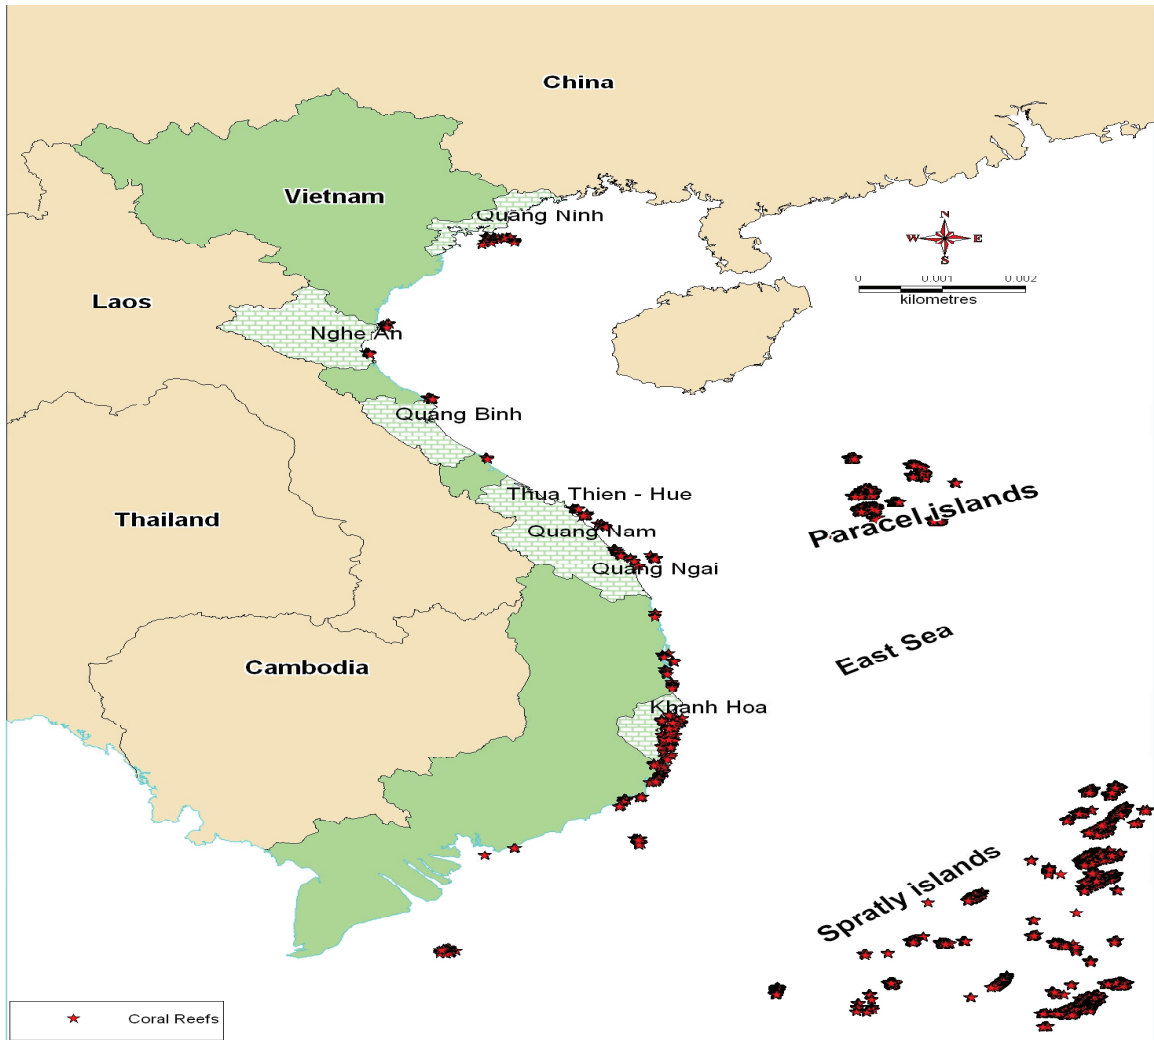 China
Vietnam
Quang Ninh
N
W E
S
0 0.001 0.002
kilometres
Laos
Nghe An
Quang Binh
Thua Thien - Hue
Paracel islands
Thailand
Quang Nam
Quang Ngai
East Sea
Cambodia
Khanh Hoa
Spratly islands
Coral Reefs